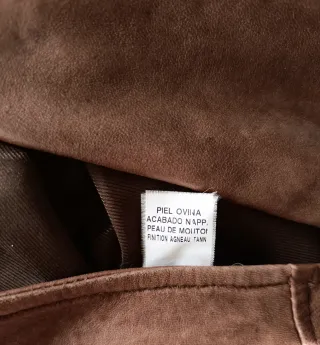 PIEL OVINA
ACABADO NAPP
PEAU DE MOUTO
FINITION AGNEAU TANN